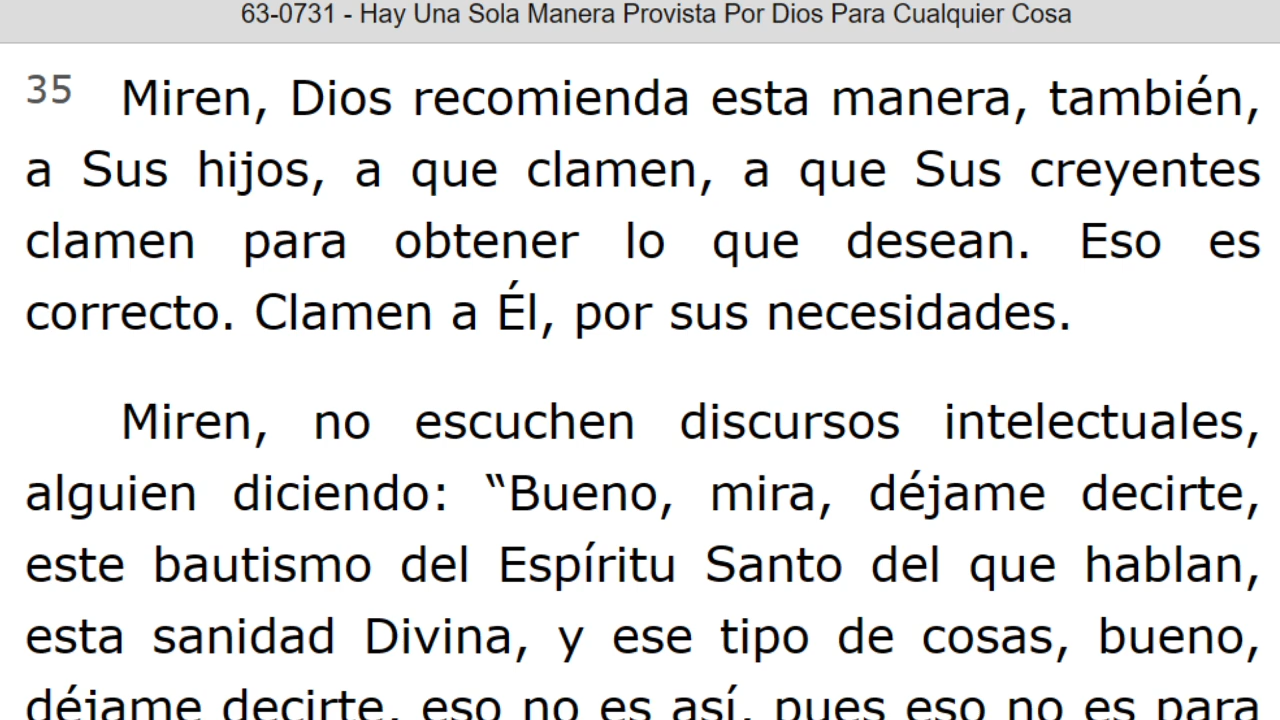 63-0731 - Hay Una Sola Manera Provista Por Dios Para Cualquier Cosa
35 Miren, Dios recomienda esta manera, también,
a Sus hijos, a que clamen, a que Sus creyentes
clamen para obtener lo que desean. Eso es
correcto. Clamen a Él, por sus necesidades.
Miren, no escuchen discursos intelectuales,
alguien diciendo: “Bueno, mira, déjame decirte,
este bautismo del Espíritu Santo del que hablan,
esta sanidad Divina, y ese tipo de cosas, bueno,
déjame decirte, eso no es así, pues eso no es para